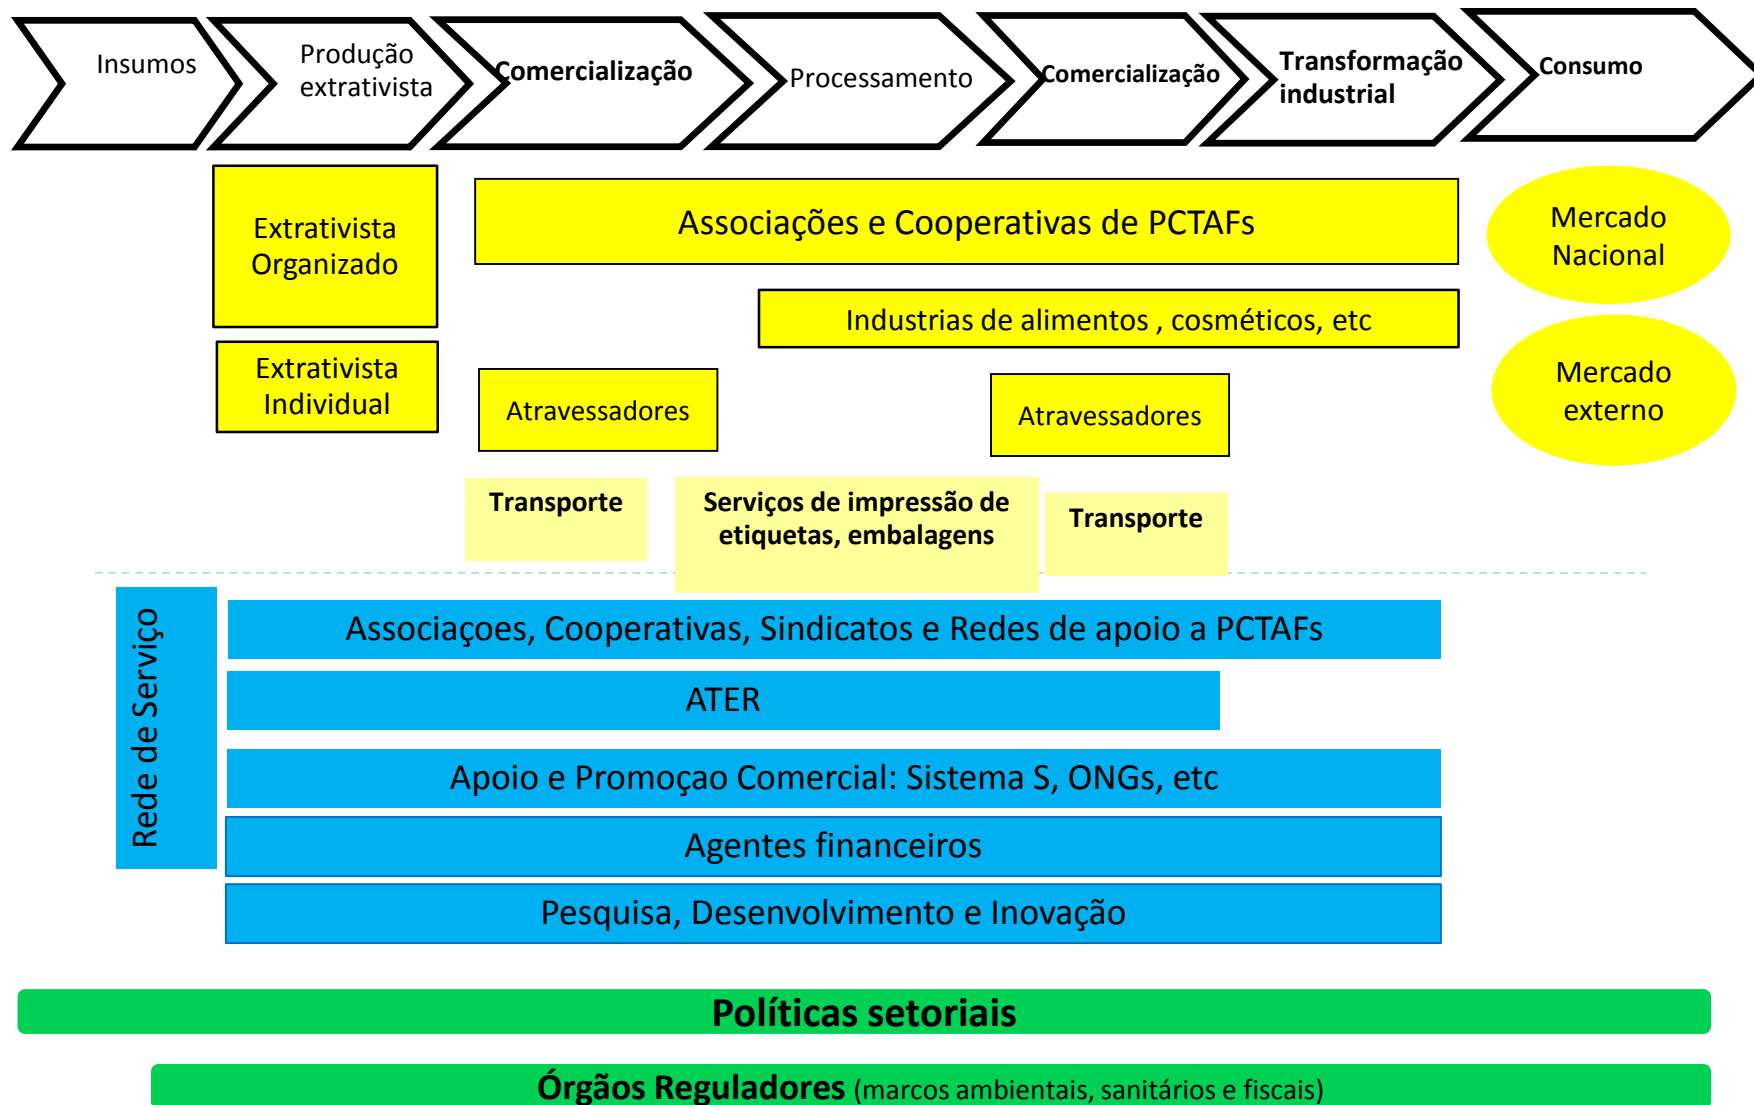 Insumos
Produção
extrativista
Comercialização
Processamento
Comercialização
Transformação
industrial
Consumo
Extrativista
Organizado
Associações e Cooperativas de PCTAFs
Mercado
Nacional
Industrias de alimentos , cosméticos, etc
Extrativista
Individual
Atravessadores
Atravessadores
Mercado
externo
Transporte
Serviços de impressão de
etiquetas, embalagens
Transporte
Rede de Serviço
Associaçoes, Cooperativas, Sindicatos e Redes de apoio a PCTAFs
ATER
Apoio e Promoçao Comercial: Sistema S, ONGs, etc
Agentes financeiros
Pesquisa, Desenvolvimento e Inovação
Políticas setoriais
Órgãos Reguladores (marcos ambientais, sanitários e fiscais)